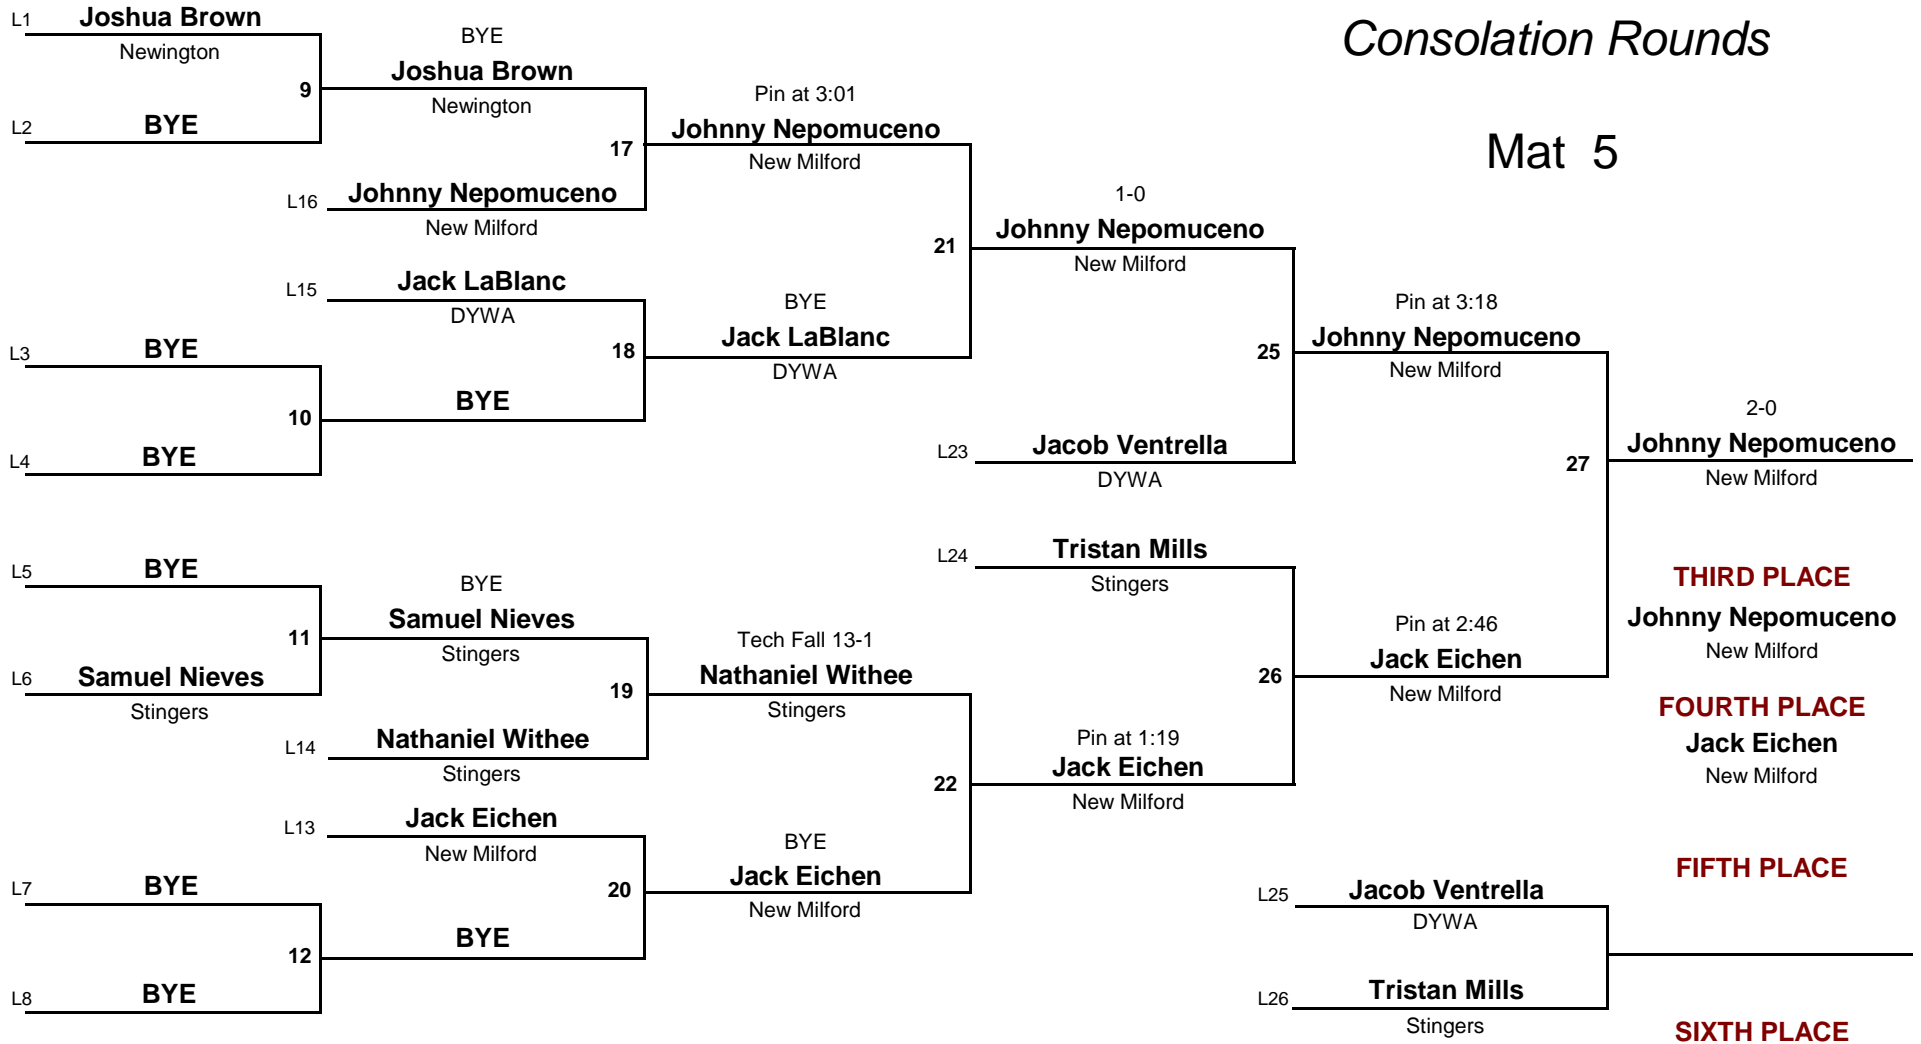 Consolation Rounds
Mat 5
L1 Joshua Brown
Newington
9
L2 BYE
BYE
Joshua Brown
Newington
17
L16 Johnny Nepomuceno
New Milford
Pin at 3:01
Johnny Nepomuceno
New Milford
L15 Jack LaBlanc
DYWA
18
L3 BYE
10
BYE
L4 BYE
BYE
Jack LaBlanc
DYWA
21
1-0
Johnny Nepomuceno
New Milford
25
L23 Jacob Ventrella
DYWA
Pin at 3:18
Johnny Nepomuceno
New Milford
27
2-0
Johnny Nepomuceno
New Milford
L5 BYE
11
L6 Samuel Nieves
Stingers
BYE
Samuel Nieves
Stingers
19
L14 Nathaniel Withee
Stingers
Tech Fall 13-1
Nathaniel Withee
Stingers
22
L13 Jack Eichen
New Milford
20
L7 BYE
12
BYE
L8 BYE
BYE
Jack Eichen
New Milford
L24 Tristan Mills
Stingers
26
Pin at 1:19
Jack Eichen
New Milford
Pin at 2:46
Jack Eichen
New Milford
THIRD PLACE
Johnny Nepomuceno
New Milford
FOURTH PLACE
Jack Eichen
New Milford
FIFTH PLACE
L25 Jacob Ventrella
DYWA
L26 Tristan Mills
Stingers
SIXTH PLACE